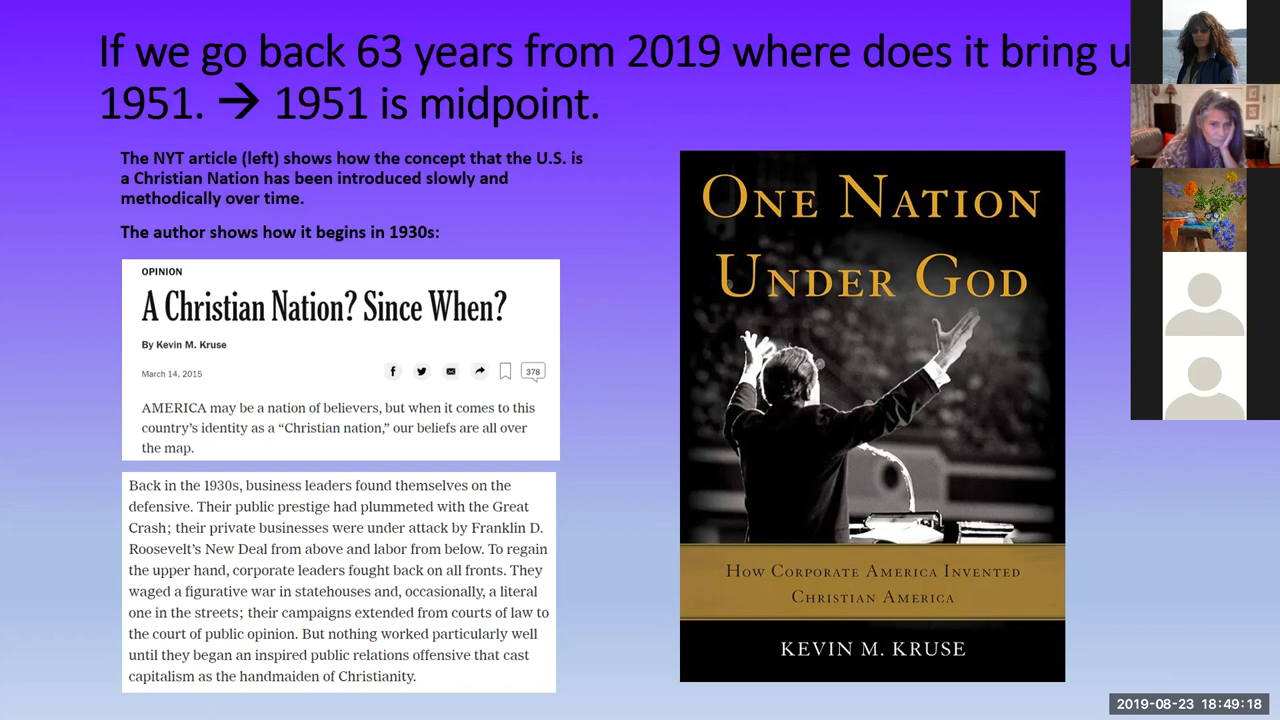 If we go back 63 years from 2019 where does it bring u
1951. → 1951 is midpoint.
The NYT article (left) shows how the concept that the U.S. is
a Christian Nation has been introduced slowly and
methodically over time.
The author shows how it begins in 1930s:
OPINION
A Christian Nation? Since When?
By Kevin M. Kruse
March 14, 2015
378
AMERICA may be a nation of believers, but when it comes to this
country's identity as a “Christian nation,” our beliefs are all over
the map.
Back in the 1930s, business leaders found themselves on the
defensive. Their public prestige had plummeted with the Great
Crash; their private businesses were under attack by Franklin D.
Roosevelt's New Deal from above and labor from below. To regain
the upper hand, corporate leaders fought back on all fronts. They
waged a figurative war in statehouses and, occasionally, a literal
one in the streets; their campaigns extended from courts of law to
the court of public opinion. But nothing worked particularly well
until they began an inspired public relations offensive that cast
capitalism as the handmaiden of Christianity.
ONE NATION
UNDER GOD
HOW CORPORATE AMERICA INVENTED
CHRISTIAN AMERICA
KEVIN M. KRUSE
2019-08-23 18:49:18